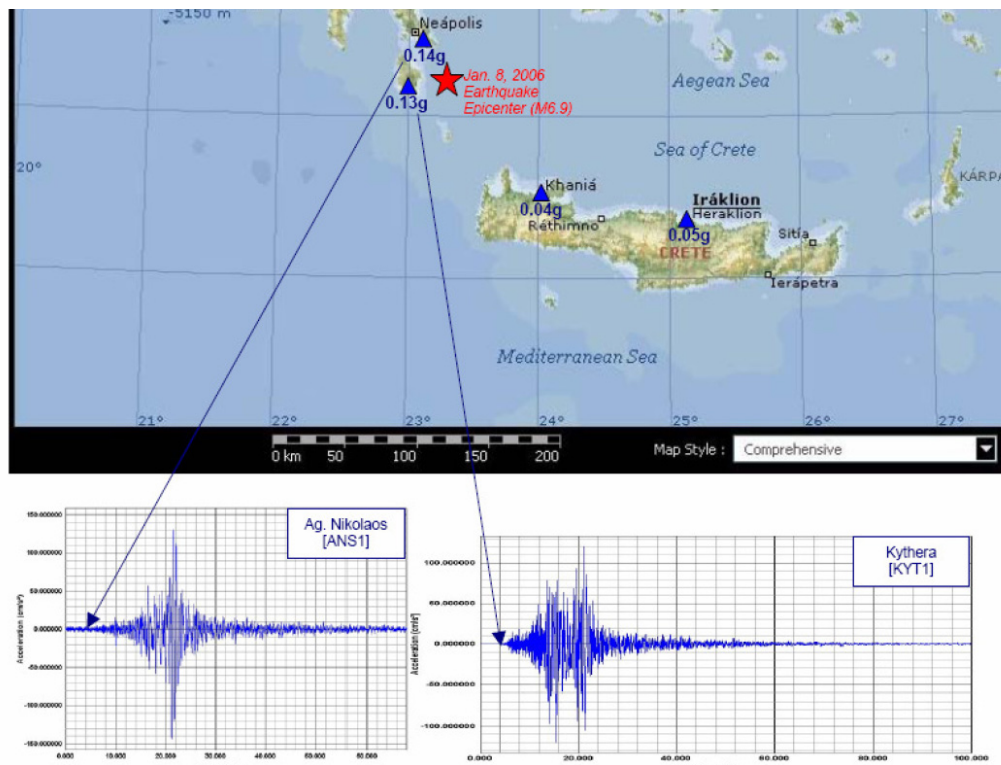 -5150 m
Neápolis
0.14g
Jan. 8, 2006
Earthquake
Epicenter (M6.9)
0.13g
Aegean Sea
Sea of Crete
20°
KÁRPA
Khaniá
0.04g
Réthimno
Iráklion
Heraklion
0.05g
Sitía
CRETE
Ierápetra
Mediterranean Sea
21° 22° 23° 24° 25° 26° 27°
0 km 50 100 150 200
Map Style : Comprehensive
Ag. Nikolaos
[ANS1]
Acceleration (cm/s²)
150.000000
100.000000
50.000000
0.000000
-50.000000
-100.000000
-150.000000
0.000 10.000 20.000 30.000 40.000 50.000 60.000
Kythera
[KYT1]
Acceleration (cm/s²)
100.000000
50.000000
0.000000
-50.000000
-100.000000
0.000 20.000 40.000 60.000 80.000 100.000